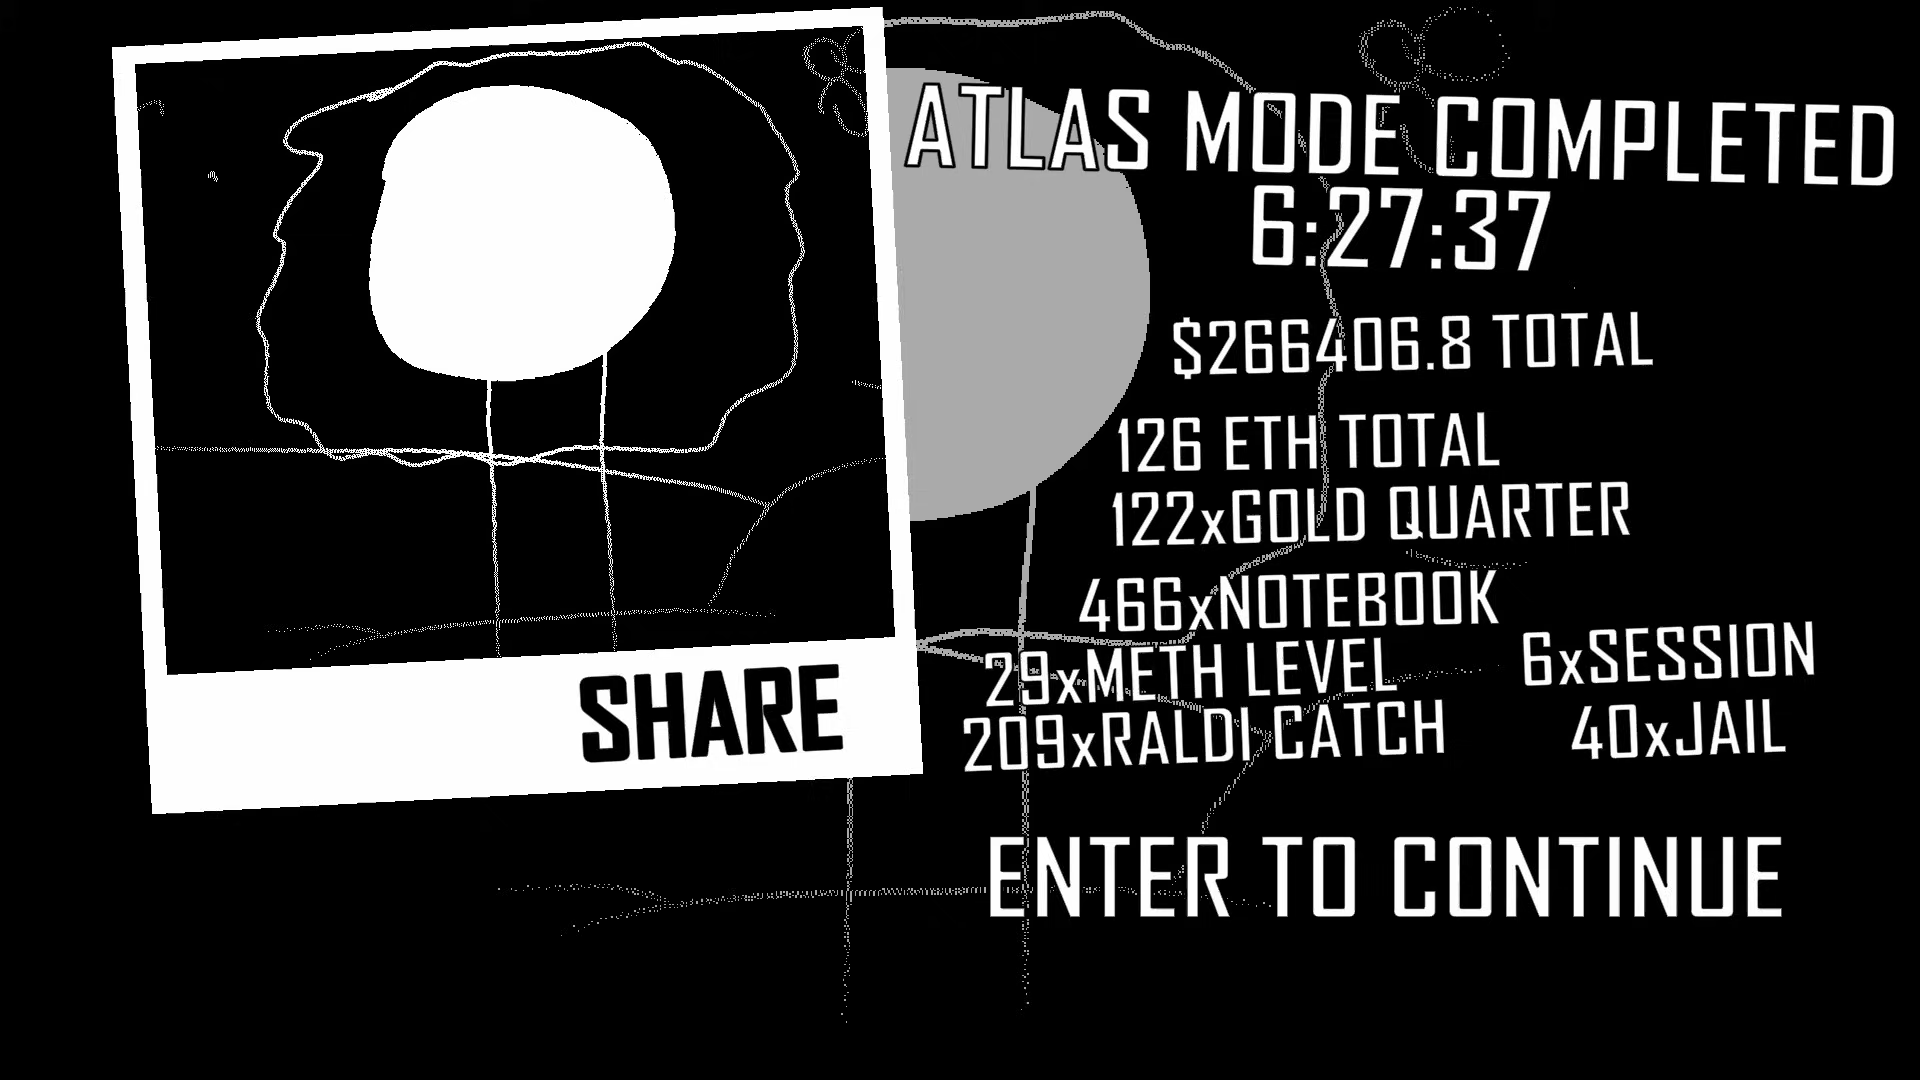 ATLAS MODE COMPLETED
6:27:37
$266406.8 TOTAL
126 ETH TOTAL
122xGOLD QUARTER
466xNOTEBOOK
29xMETH LEVEL
6xSESSION
209xRALDI CATCH
40xJAIL
SHARE
ENTER TO CONTINUE